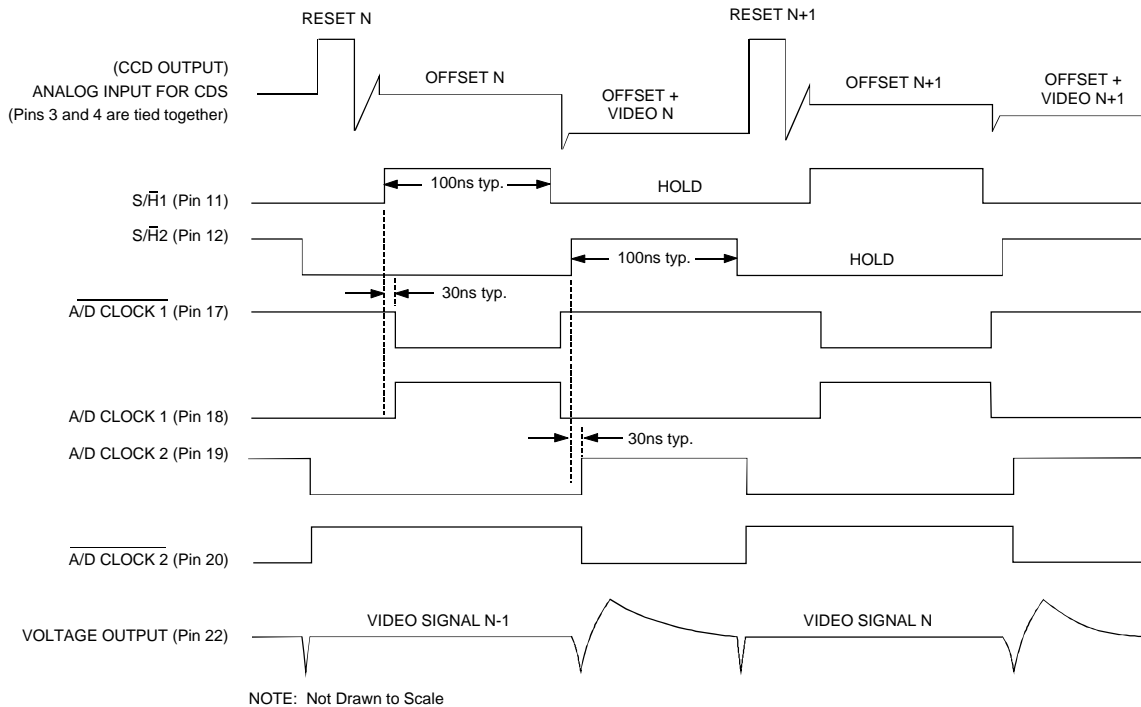 RESET N
RESET N+1
(CCD OUTPUT)
ANALOG INPUT FOR CDS
(Pins 3 and 4 are tied together)
OFFSET N
OFFSET +
VIDEO N
OFFSET N+1
OFFSET +
VIDEO N+1
S/H̅1 (Pin 11)
100ns typ.
HOLD
S/H̅2 (Pin 12)
100ns typ.
HOLD
30ns typ.
A/D CLOCK 1 (Pin 17)
A/D CLOCK 1 (Pin 18)
30ns typ.
A/D CLOCK 2 (Pin 19)
A/D CLOCK 2 (Pin 20)
VOLTAGE OUTPUT (Pin 22)
VIDEO SIGNAL N-1
VIDEO SIGNAL N
NOTE: Not Drawn to Scale